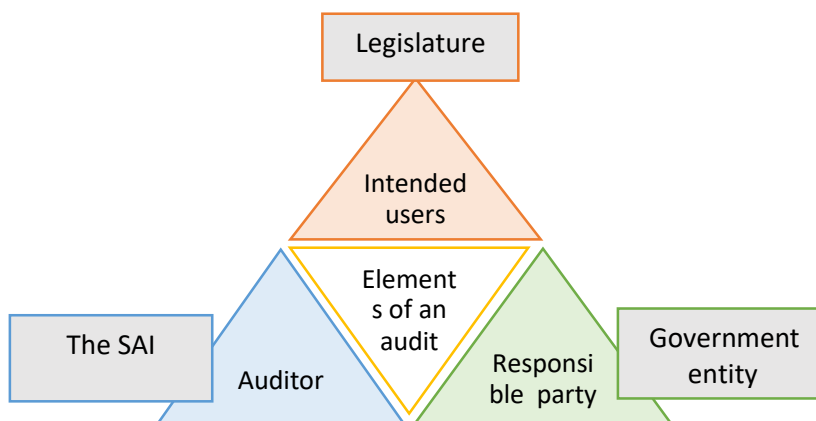 Legislature
Intended
users
Element
s of an
audit
The SAI
Auditor
Responsi
ble party
Government
entity